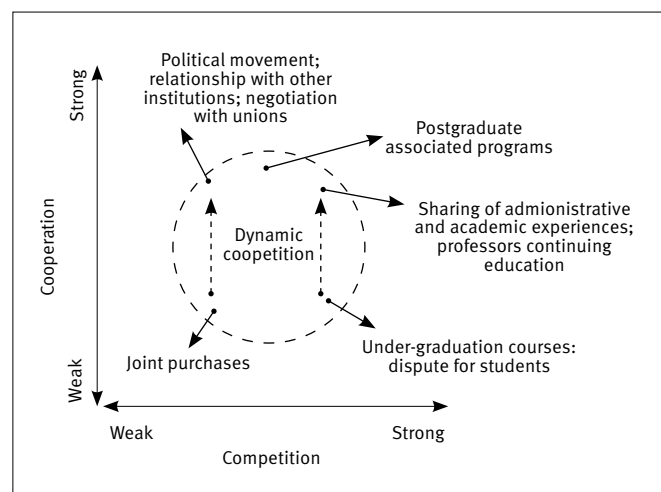 Political movement;
relationship with other
institutions; negotiation
with unions
Postgraduate
associated programs
Sharing of admionistrative
and academic experiences;
professors continuing
education
Dynamic
coopetition
Joint purchases
Under-graduation courses:
dispute for students
Strong
Cooperation
Weak
Weak
Strong
Competition